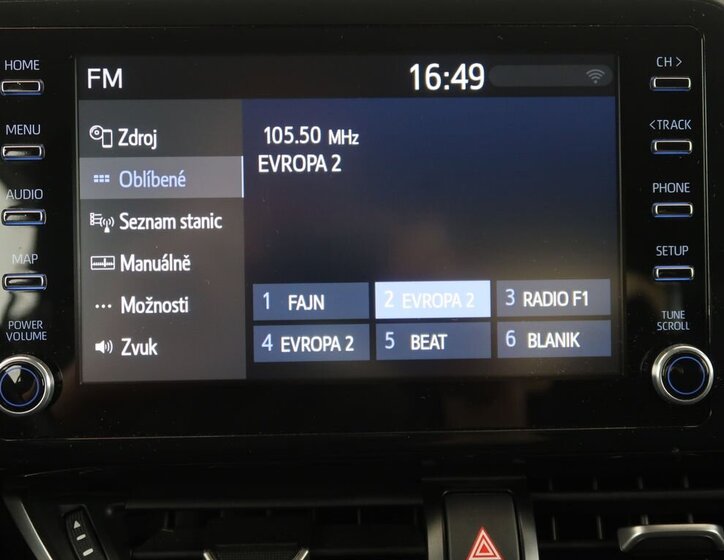 HOME
MENU
AUDIO
MAP
POWER
VOLUME
FM
16:49
Zdroj
Oblíbené
Seznam stanic
Manuálně
Možnosti
Zvuk
105.50 MHz
EVROPA 2
1 FAJN
2 EVROPA 2
3 RADIO F1
4 EVROPA 2
5 BEAT
6 BLANIK
CH >
< TRACK
PHONE
SETUP
TUNE
SCROLL